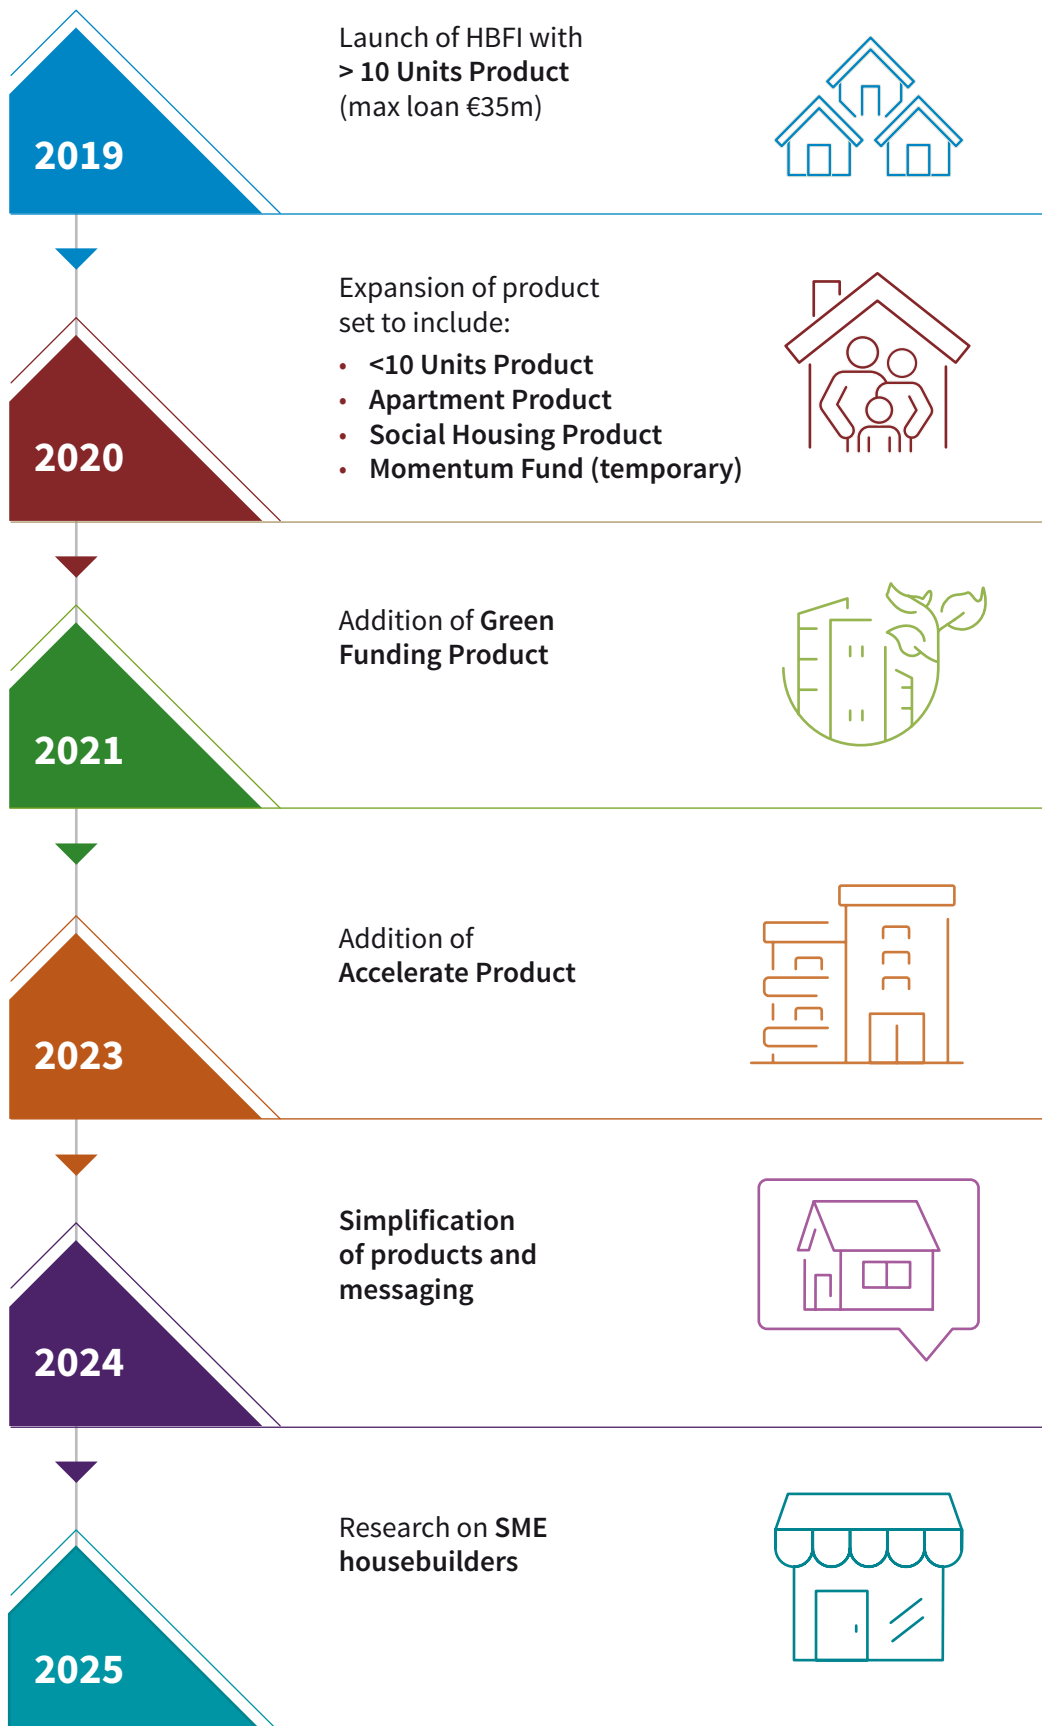 2019
Launch of HBFI with
> 10 Units Product
(max loan €35m)
2020
Expansion of product
set to include:
• <10 Units Product
• Apartment Product
• Social Housing Product
• Momentum Fund (temporary)
2021
Addition of Green
Funding Product
2023
Addition of
Accelerate Product
2024
Simplification
of products and
messaging
2025
Research on SME
housebuilders